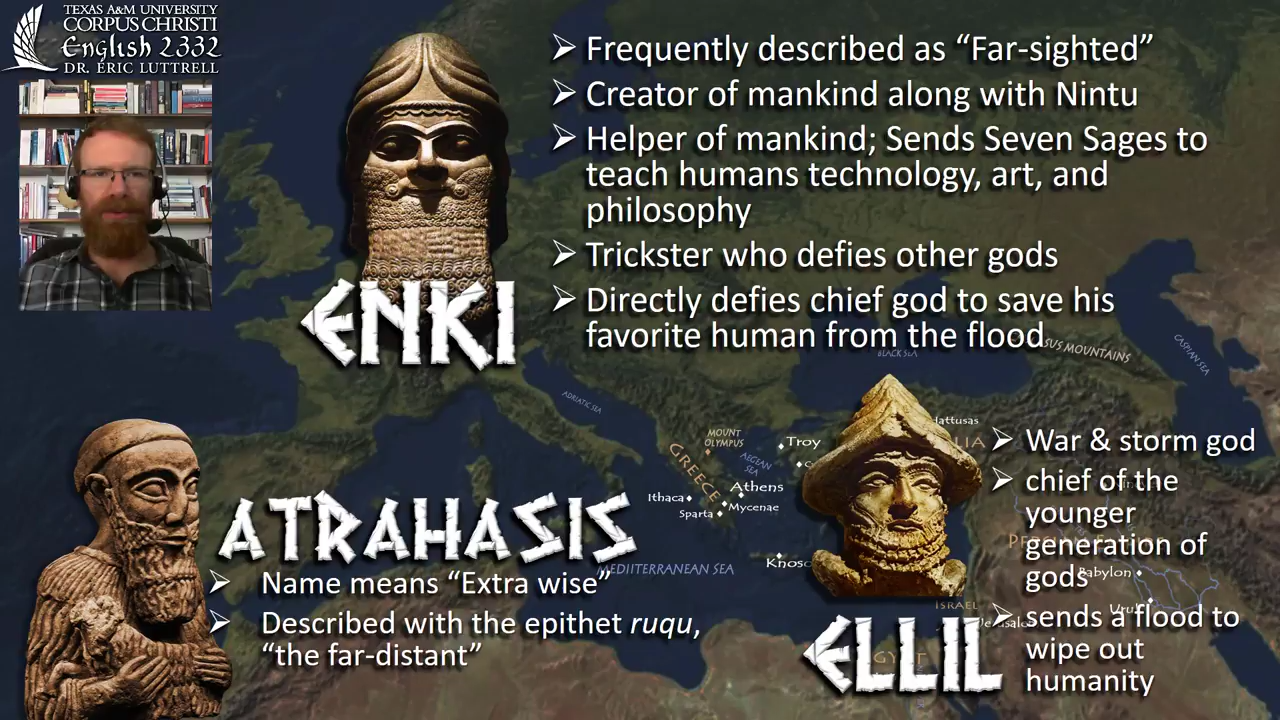 TEXAS A&M UNIVERSITY
CORPUS CHRISTI
English 2332
DR. ERIC LUTTRELL
➢ Frequently described as “Far-sighted”
➢ Creator of mankind along with Nintu
➢ Helper of mankind; Sends Seven Sages to
teach humans technology, art, and
philosophy
➢ Trickster who defies other gods
➢ Directly defies chief god to save his
favorite human from the flood
ENKI
BLACK SEA
MOUNTAINS
CASPIAN SEA
ADRIATIC SEA
MOUNT
OLYMPUS
Troy
AEGEAN
SEA
GREECE
Athens
Ithaca
Mycenae
Sparta
MEDIITERRANEAN SEA
Hattusas
ISRAEL
Babylon
ATRAHASIS
➢ Name means “Extra wise”
➢ Described with the epithet ruqu,
“the far-distant”
➢ War & storm god
➢ chief of the
younger
generation of
gods
➢ sends a flood to
wipe out
humanity
ELLIL